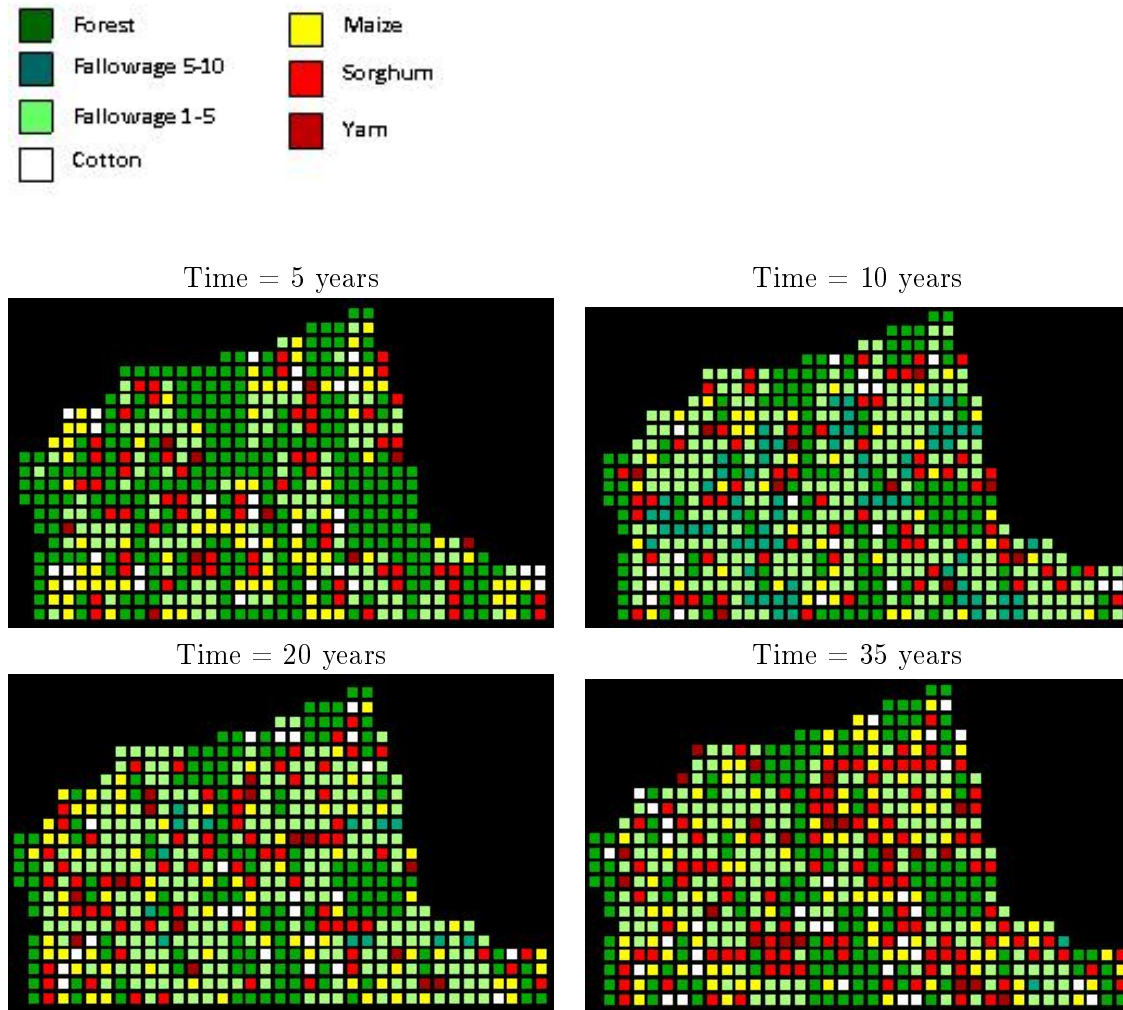 Forest
Fallowage 5-10
Fallowage 1-5
Cotton
Maize
Sorghum
Yam
Time = 5 years
Time = 10 years
Time = 20 years
Time = 35 years